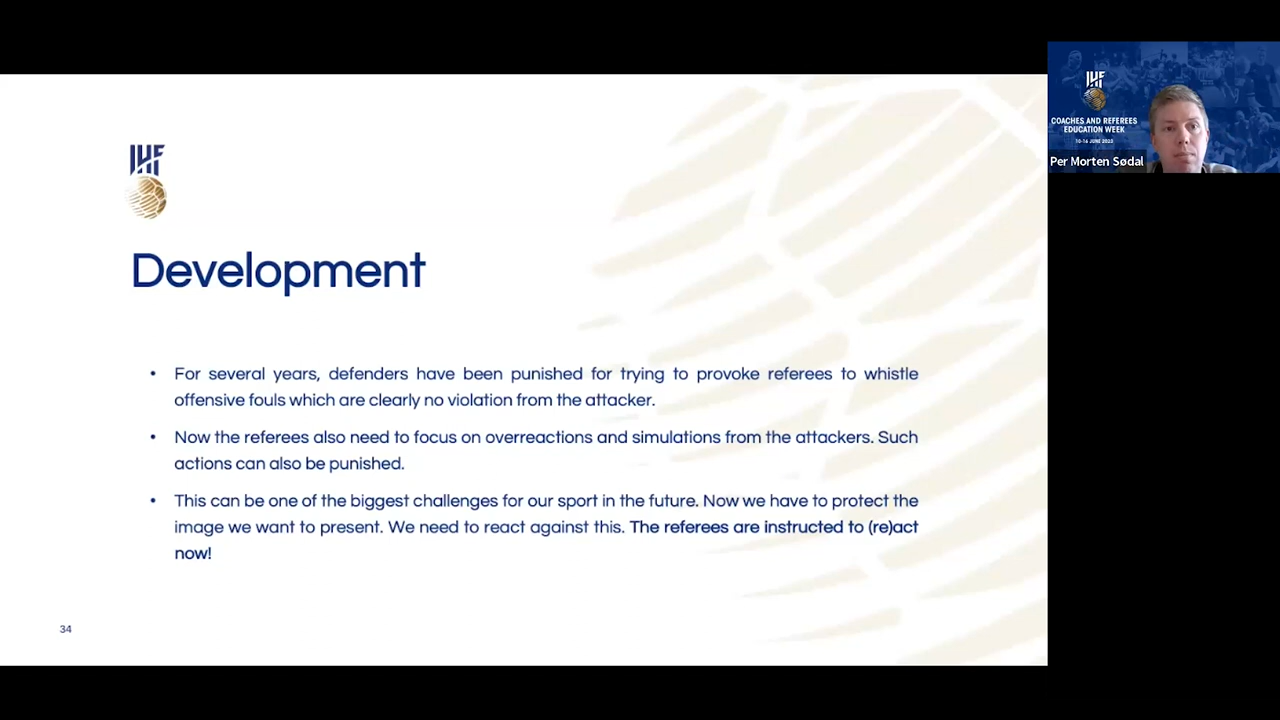 IHF
Development
• For several years, defenders have been punished for trying to provoke referees to whistle
offensive fouls which are clearly no violation from the attacker.
• Now the referees also need to focus on overreactions and simulations from the attackers. Such
actions can also be punished.
• This can be one of the biggest challenges for our sport in the future. Now we have to protect the
image we want to present. We need to react against this. The referees are instructed to (re)act
now!
34
IHF
COACHES AND REFEREES
EDUCATION WEEK
10-16 JUNE 2023
Per Morten Sødal